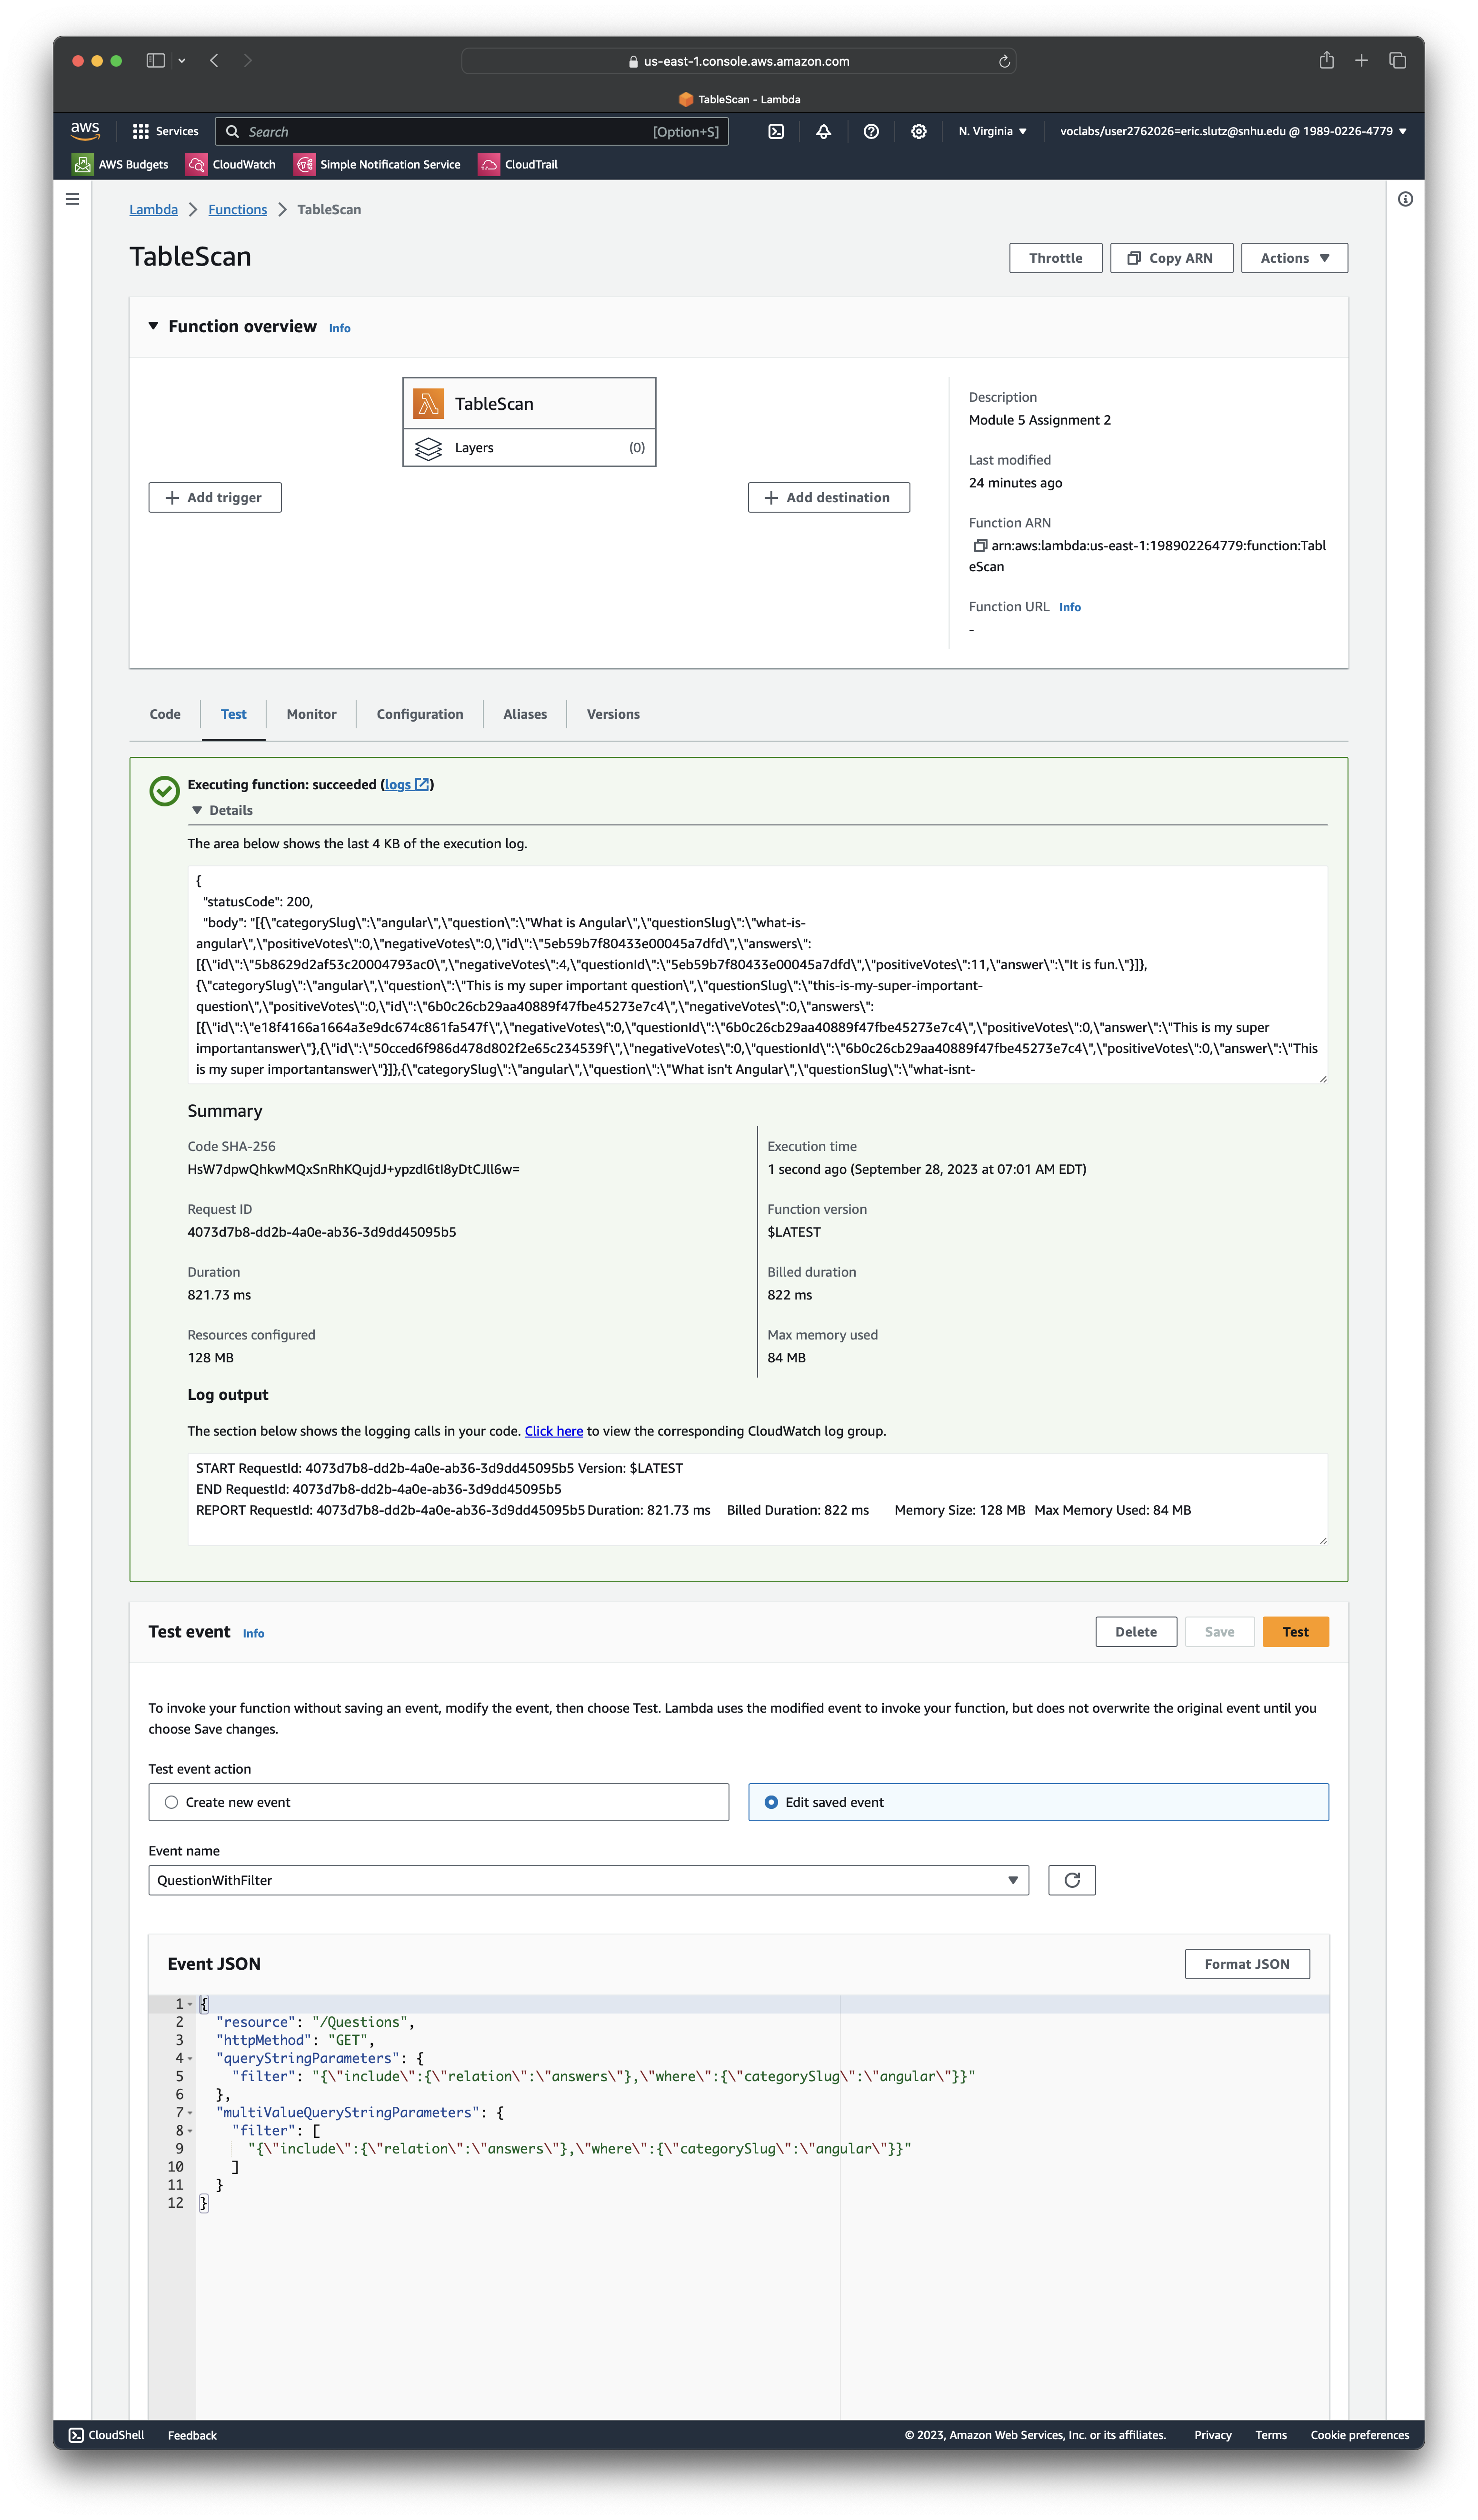 us-east-1.console.aws.amazon.com
TableScan - Lambda
aws
Services
Search
[Option+S]
N. Virginia
voclabs/user2762026=eric.slutz@snhu.edu @ 1989-0226-4779
AWS Budgets
CloudWatch
Simple Notification Service
CloudTrail
Lambda
Functions
TableScan
TableScan
Throttle
Copy ARN
Actions
Function overview
Info
TableScan
Layers
(0)
Add trigger
Add destination
Description
Module 5 Assignment 2
Last modified
24 minutes ago
Function ARN
arn:aws:lambda:us-east-1:198902264779:function:Tabl
eScan
Function URL Info
-
Code
Test
Monitor
Configuration
Aliases
Versions
Executing function: succeeded (logs)
Details
The area below shows the last 4 KB of the execution log.
{
"statusCode": 200,
"body": "[{\"categorySlug\":\"angular\",\"question\":\"What is Angular\",\"questionSlug\":\"what-is-
angular\",\"positiveVotes\":0,\"negativeVotes\":0,\"id\":\"5eb59b7f80433e00045a7dfd\",\"answers\":
[{\"id\":\"5b8629d2af53c20004793ac0\",\"negativeVotes\":4,\"questionId\":\"5eb59b7f80433e00045a7dfd\",\"positiveVotes\":11,\"answer\":\"It is fun.\"}]},
{\"categorySlug\":\"angular\",\"question\":\"This is my super important question\",\"questionSlug\":\"this-is-my-super-important-
question\",\"positiveVotes\":0,\"id\":\"6b0c26cb29aa40889f47fbe45273e7c4\",\"negativeVotes\":0,\"answers\":
[{\"id\":\"e18f4166a1664a3e9dc674c861fa547f\",\"negativeVotes\":0,\"questionId\":\"6b0c26cb29aa40889f47fbe45273e7c4\",\"positiveVotes\":0,\"answer\":\"This is my super
importantanswer\"},{\"id\":\"50cced6f986d478d802f2e65c234539f\",\"negativeVotes\":0,\"questionId\":\"6b0c26cb29aa40889f47fbe45273e7c4\",\"positiveVotes\":0,\"answer\":\"This
is my super importantanswer\"}]},{\"categorySlug\":\"angular\",\"question\":\"What isn't Angular\",\"questionSlug\":\"what-isnt-
Summary
Code SHA-256
HsW7dpwQhkwMQxSnRhKQujdJ+ypzdl6tI8yDtCJll6w=
Execution time
1 second ago (September 28, 2023 at 07:01 AM EDT)
Request ID
4073d7b8-dd2b-4a0e-ab36-3d9dd45095b5
Function version
$LATEST
Duration
821.73 ms
Billed duration
822 ms
Resources configured
128 MB
Max memory used
84 MB
Log output
The section below shows the logging calls in your code. Click here to view the corresponding CloudWatch log group.
START RequestId: 4073d7b8-dd2b-4a0e-ab36-3d9dd45095b5 Version: $LATEST
END RequestId: 4073d7b8-dd2b-4a0e-ab36-3d9dd45095b5
REPORT RequestId: 4073d7b8-dd2b-4a0e-ab36-3d9dd45095b5 Duration: 821.73 ms Billed Duration: 822 ms Memory Size: 128 MB Max Memory Used: 84 MB
Test event
Info
Delete
Save
Test
To invoke your function without saving an event, modify the event, then choose Test. Lambda uses the modified event to invoke your function, but does not overwrite the original event until you
choose Save changes.
Test event action
Create new event
Edit saved event
Event name
QuestionWithFilter
Event JSON
Format JSON
1 {
2 "resource": "/Questions",
3 "httpMethod": "GET",
4 "queryStringParameters": {
5 "filter": "{\"include\":{\"relation\":\"answers\"},\"where\":{\"categorySlug\":\"angular\"}}"
6 },
7 "multiValueQueryStringParameters": {
8 "filter": [
9 "{\"include\":{\"relation\":\"answers\"},\"where\":{\"categorySlug\":\"angular\"}}"
10 ]
11 }
12 }
CloudShell
Feedback
© 2023, Amazon Web Services, Inc. or its affiliates.
Privacy
Terms
Cookie preferences